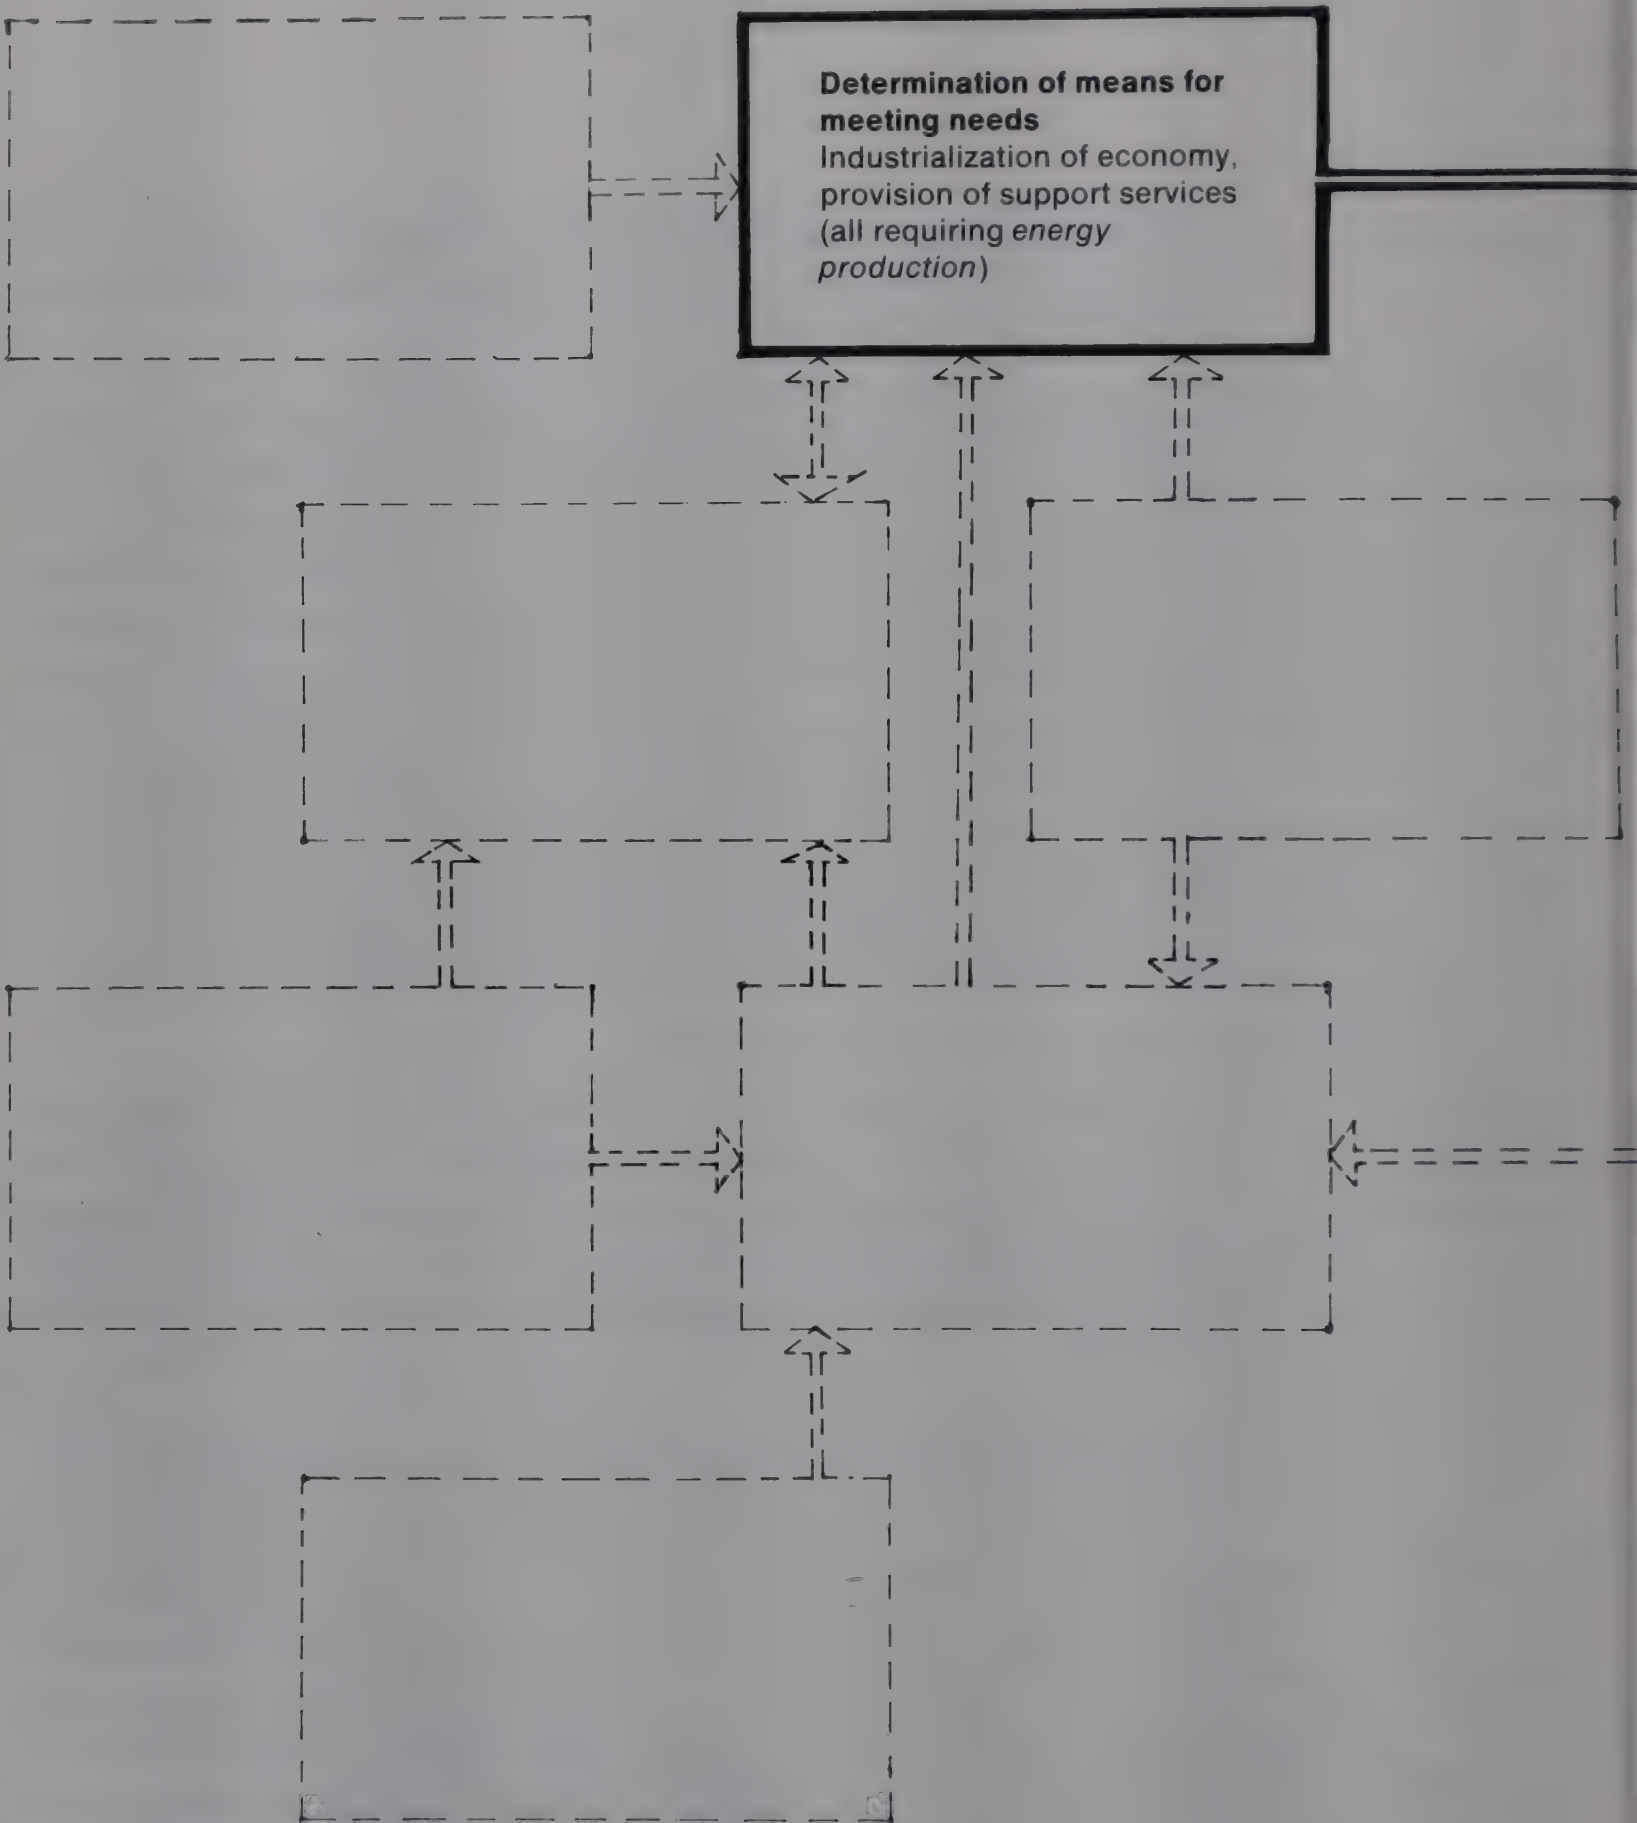 Determination of means for
meeting needs
Industrialization of economy,
provision of support services
(all requiring energy
production)